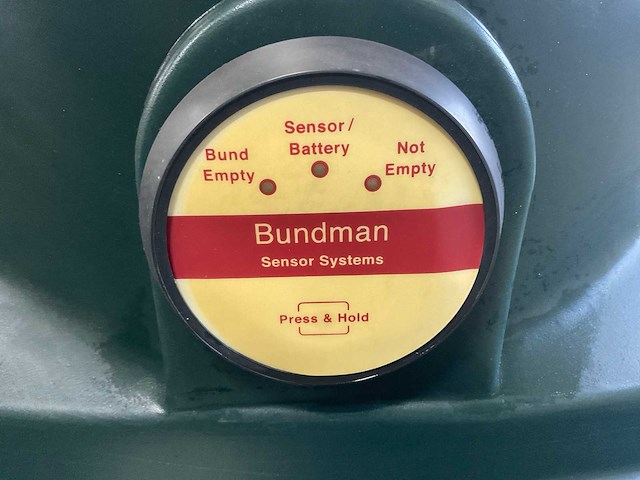 Sensor/
Battery
Bund
Empty
Not
Empty
Bundman
Sensor Systems
Press & Hold